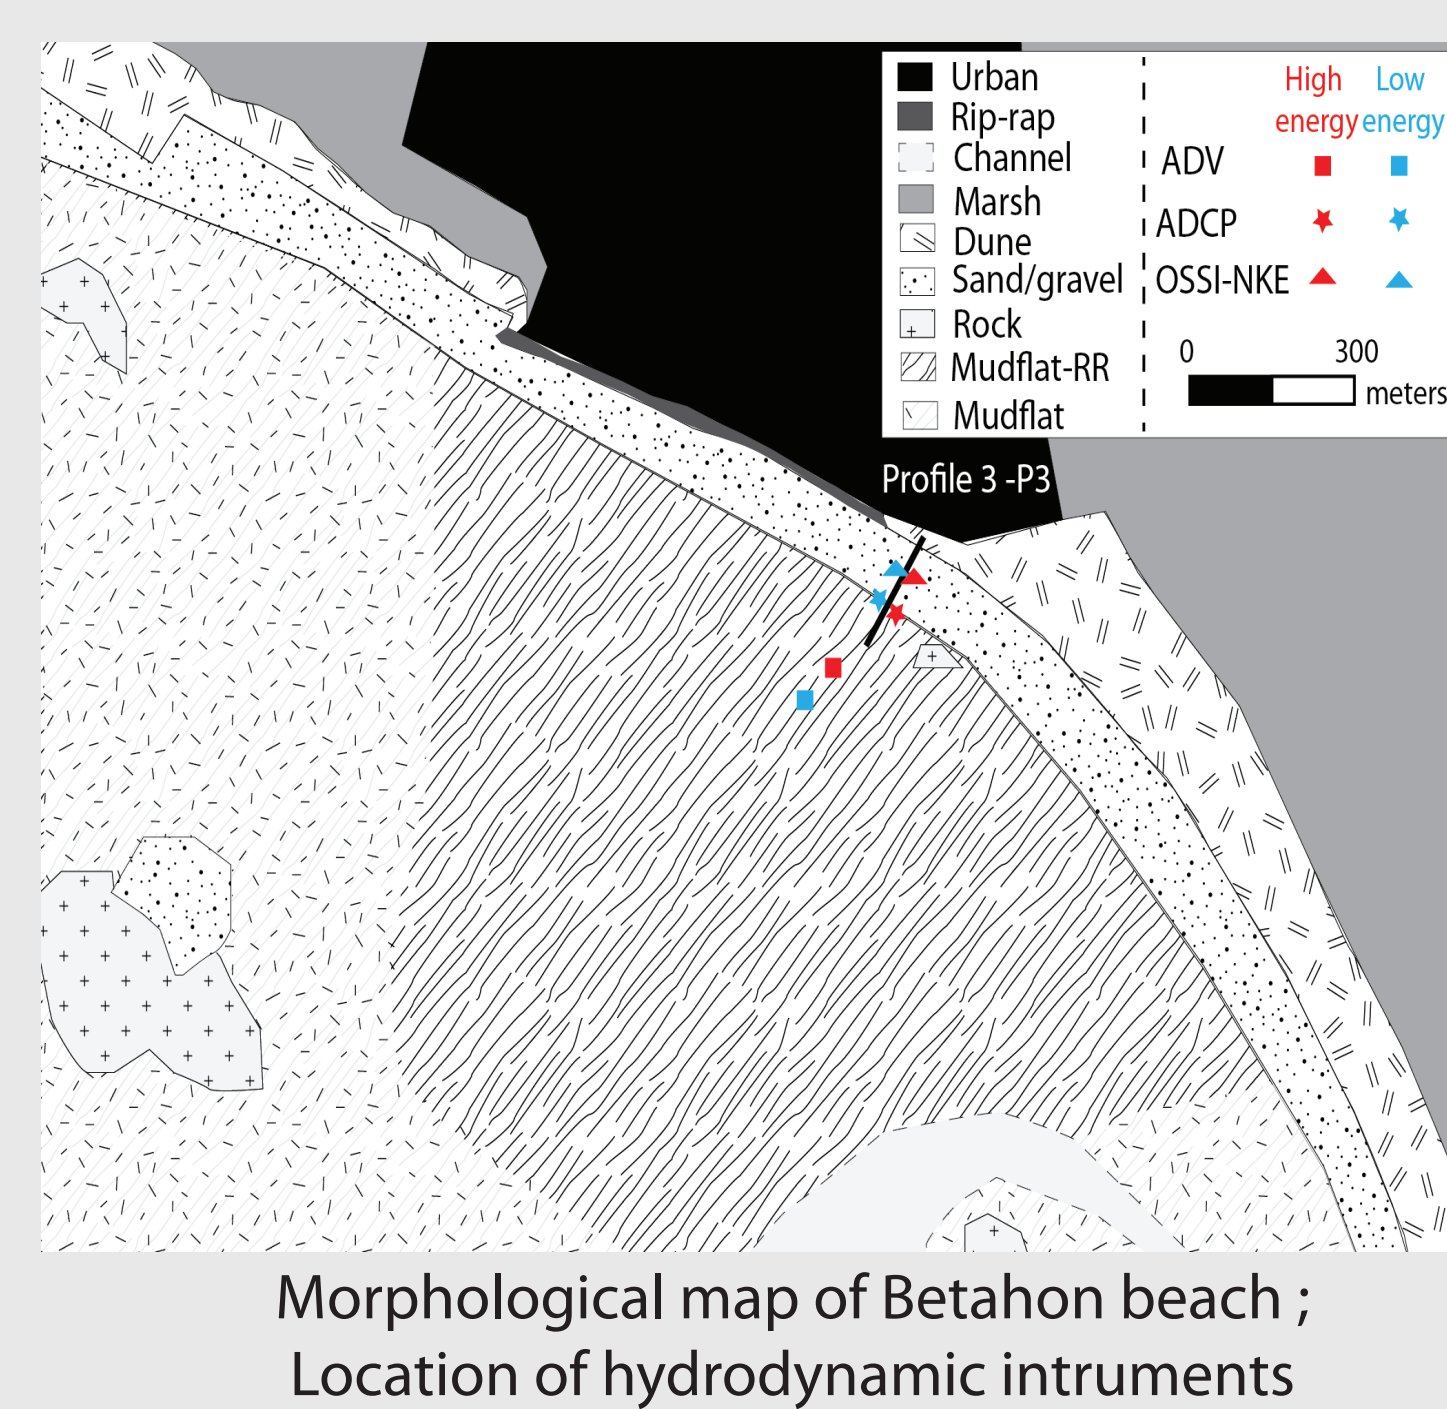 Urban
Rip-rap
Channel
Marsh
Dune
Sand/gravel
Rock
Mudflat-RR
Mudflat
High energy
Low energy
ADV
ADCP
OSSI-NKE
0 300
meters
Profile 3 -P3
Morphological map of Betahon beach ;
Location of hydrodynamic intruments